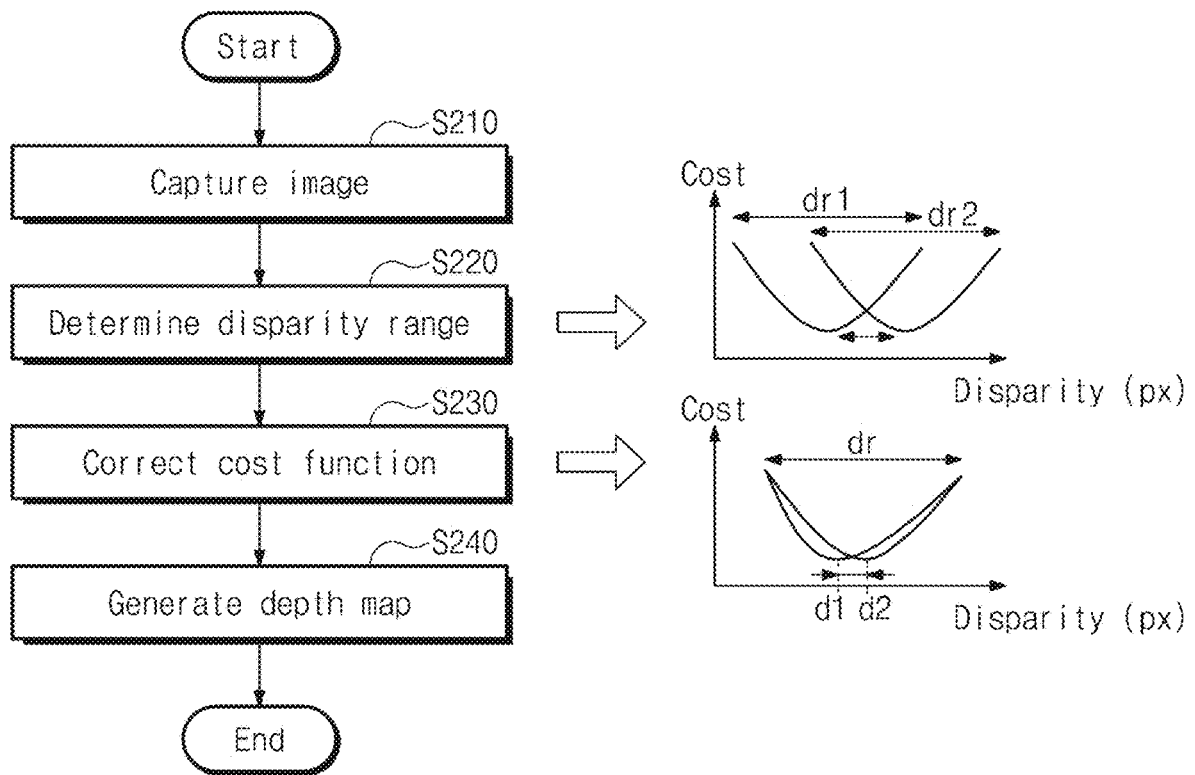 Start
S210
Capture image
S220
Determine disparity range
S230
Correct cost function
S240
Generate depth map
End
Cost
dr1
dr2
Disparity (px)
Cost
dr
d1 d2
Disparity (px)